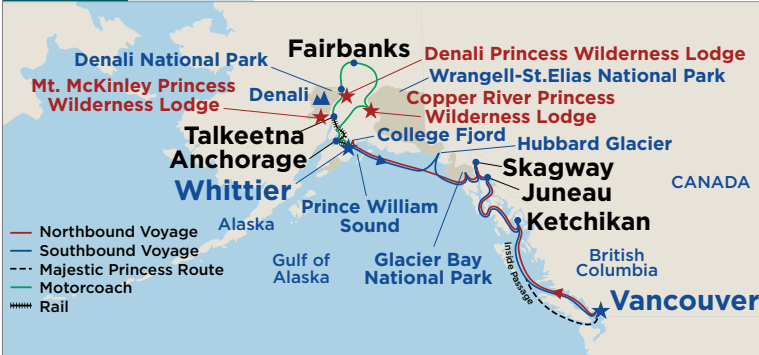 Fairbanks
Denali National Park
Denali Princess Wilderness Lodge
Wrangell-St.Elias National Park
Mt. McKinley Princess
Wilderness Lodge
Denali
Copper River Princess
Wilderness Lodge
Talkeetna
College Fjord
Anchorage
Hubbard Glacier
Whittier
Skagway
Juneau
CANADA
Prince William
Sound
Ketchikan
Alaska
Northbound Voyage
Southbound Voyage
Majestic Princess Route
Motorcoach
Rail
Gulf of
Alaska
Glacier Bay
National Park
Inside Passage
British
Columbia
Vancouver